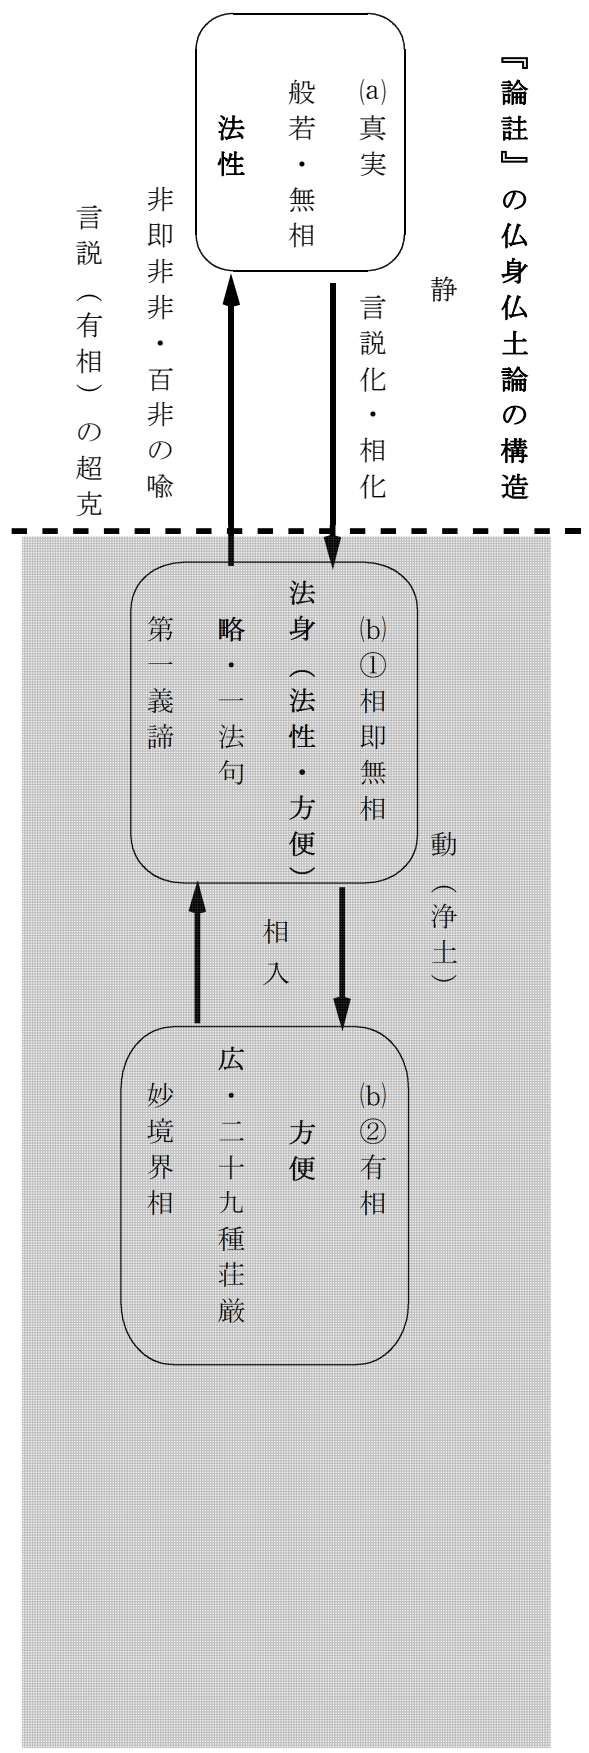 『論註』の仏身仏土論の構造
静
(a)真実
般若・無相
法性
言説化・相化
非即非非・百非の喩
言説（有相）の超克
動（浄土）
(b)①相即無相
法身（法性・方便）
略・一法句
第一義諦
相入
(b)②有相
方便
広・二十九種荘厳
妙境界相